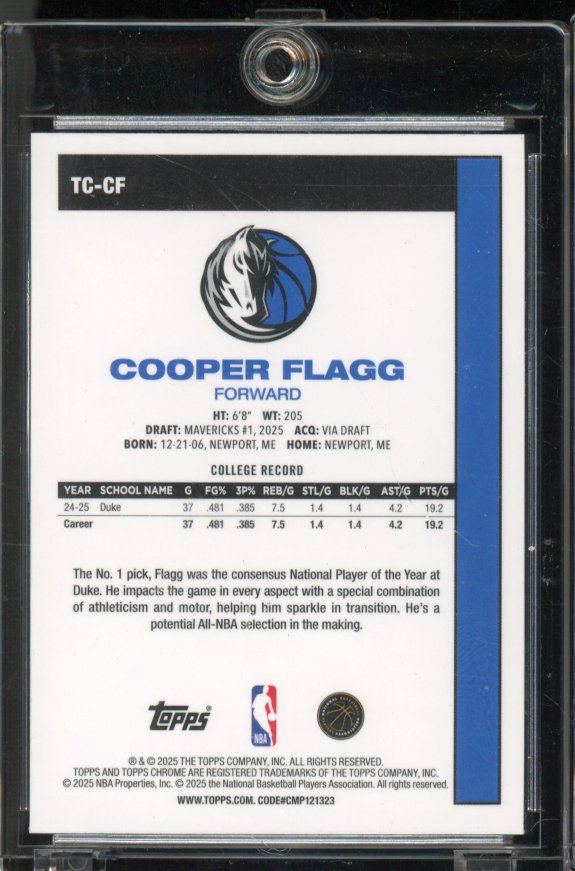 TC-CF
COOPER FLAGG
FORWARD
HT: 6'8" WT: 205
DRAFT: MAVERICKS #1, 2025 ACQ: VIA DRAFT
BORN: 12-21-06, NEWPORT, ME HOME: NEWPORT, ME
COLLEGE RECORD
YEAR SCHOOL NAME G FG% 3P% REB/G STL/G BLK/G AST/G PTS/G
24-25 Duke 37 .481 .385 7.5 1.4 1.4 4.2 19.2
Career 37 .481 .385 7.5 1.4 1.4 4.2 19.2
The No. 1 pick, Flagg was the consensus National Player of the Year at
Duke. He impacts the game in every aspect with a special combination
of athleticism and motor, helping him sparkle in transition. He's a
potential All-NBA selection in the making.
Topps
NBA
® & © 2025 THE TOPPS COMPANY, INC. ALL RIGHTS RESERVED.
TOPPS AND TOPPS CHROME ARE REGISTERED TRADEMARKS OF THE TOPPS COMPANY, INC.
© 2025 NBA Properties, Inc. © 2025 the National Basketball Players Association. All rights reserved.
WWW.TOPPS.COM. CODE#CMP121323